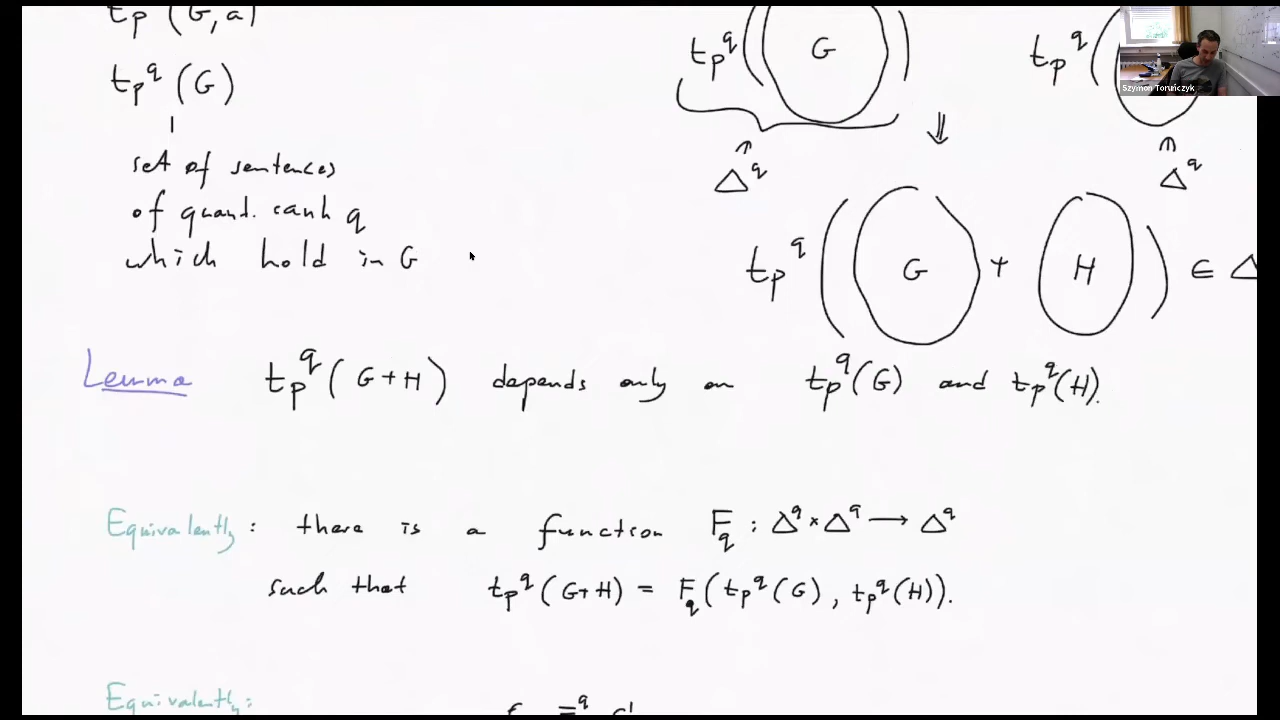 tp (G, a)
tp^q (G)
set of sentences
of quant. rank q
which hold in G
tp^q ( G )
tp^q (
Szymon Toruńczyk
⇓
Δ^q
Δ^q
tp^q ( G + H ) ∈ Δ
Lemma tp^q ( G + H ) depends only on tp^q (G) and tp^q (H).
Equivalently : there is a function F_q : Δ^q × Δ^q → Δ^q
such that tp^q (G+H) = F_q ( tp^q (G) , tp^q (H) ).
Equivalently : ≡^q